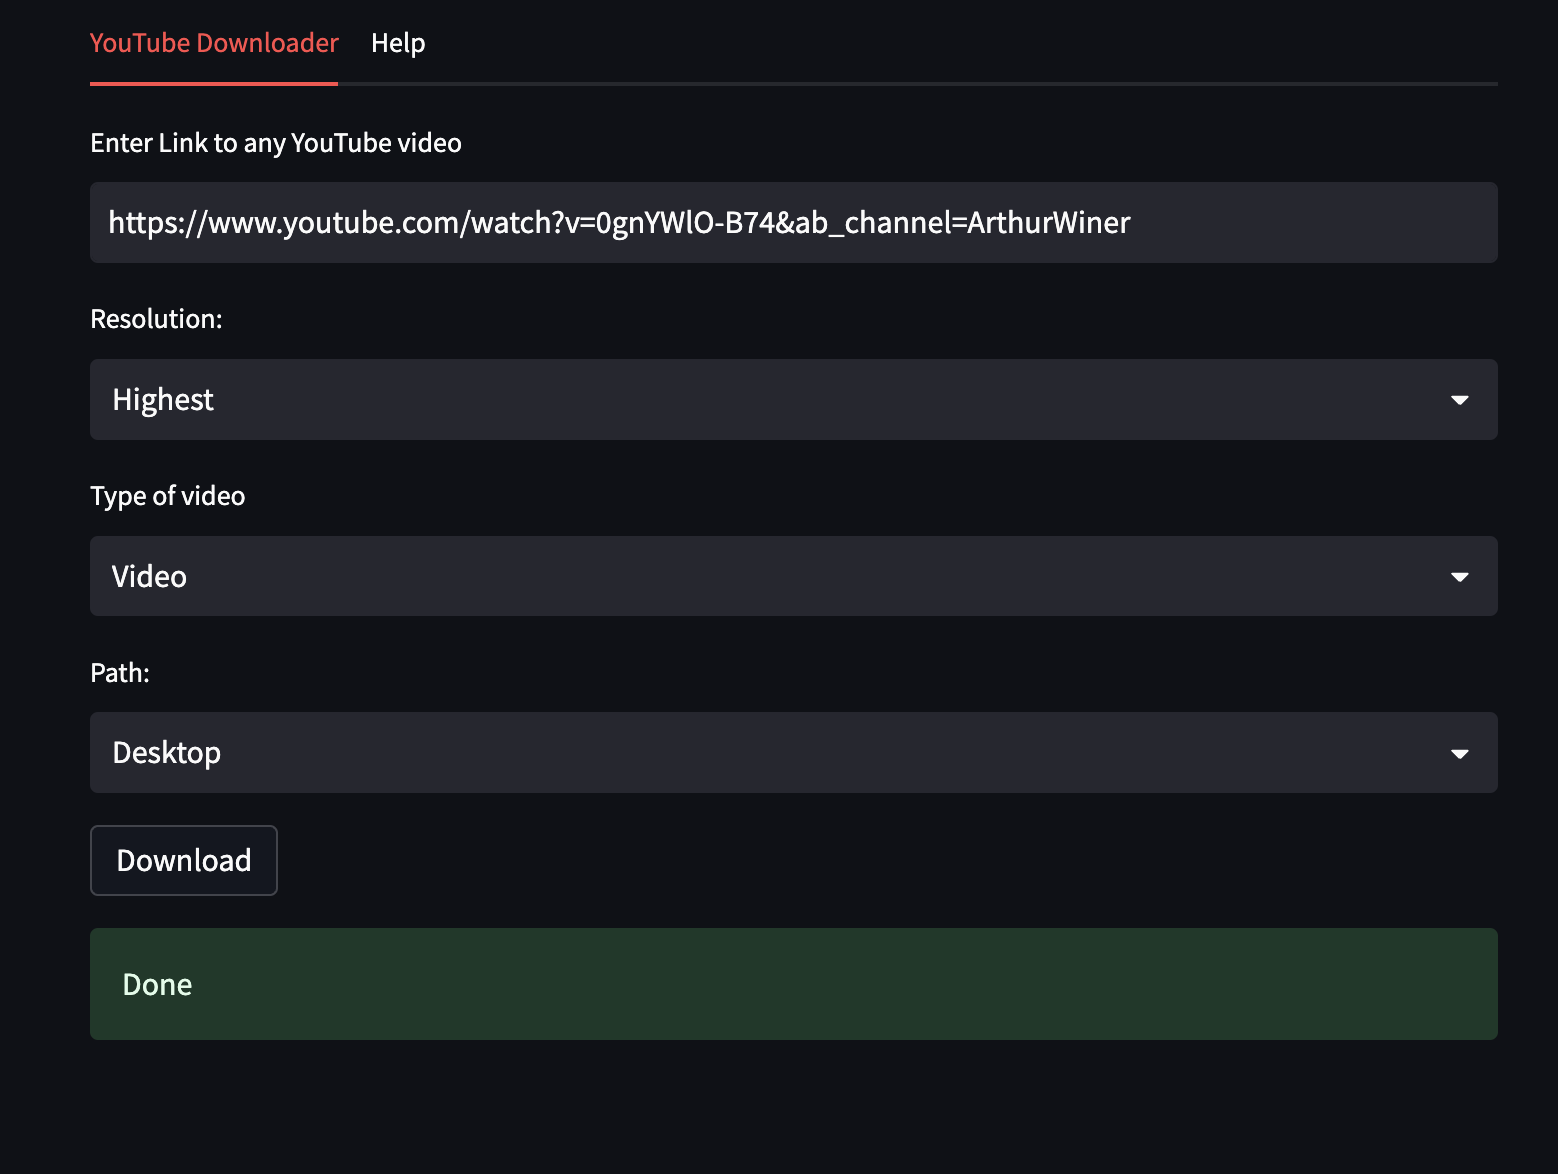 YouTube Downloader Help
Enter Link to any YouTube video
https://www.youtube.com/watch?v=0gnYWlO-B74&ab_channel=ArthurWiner
Resolution:
Highest
Type of video
Video
Path:
Desktop
Download
Done